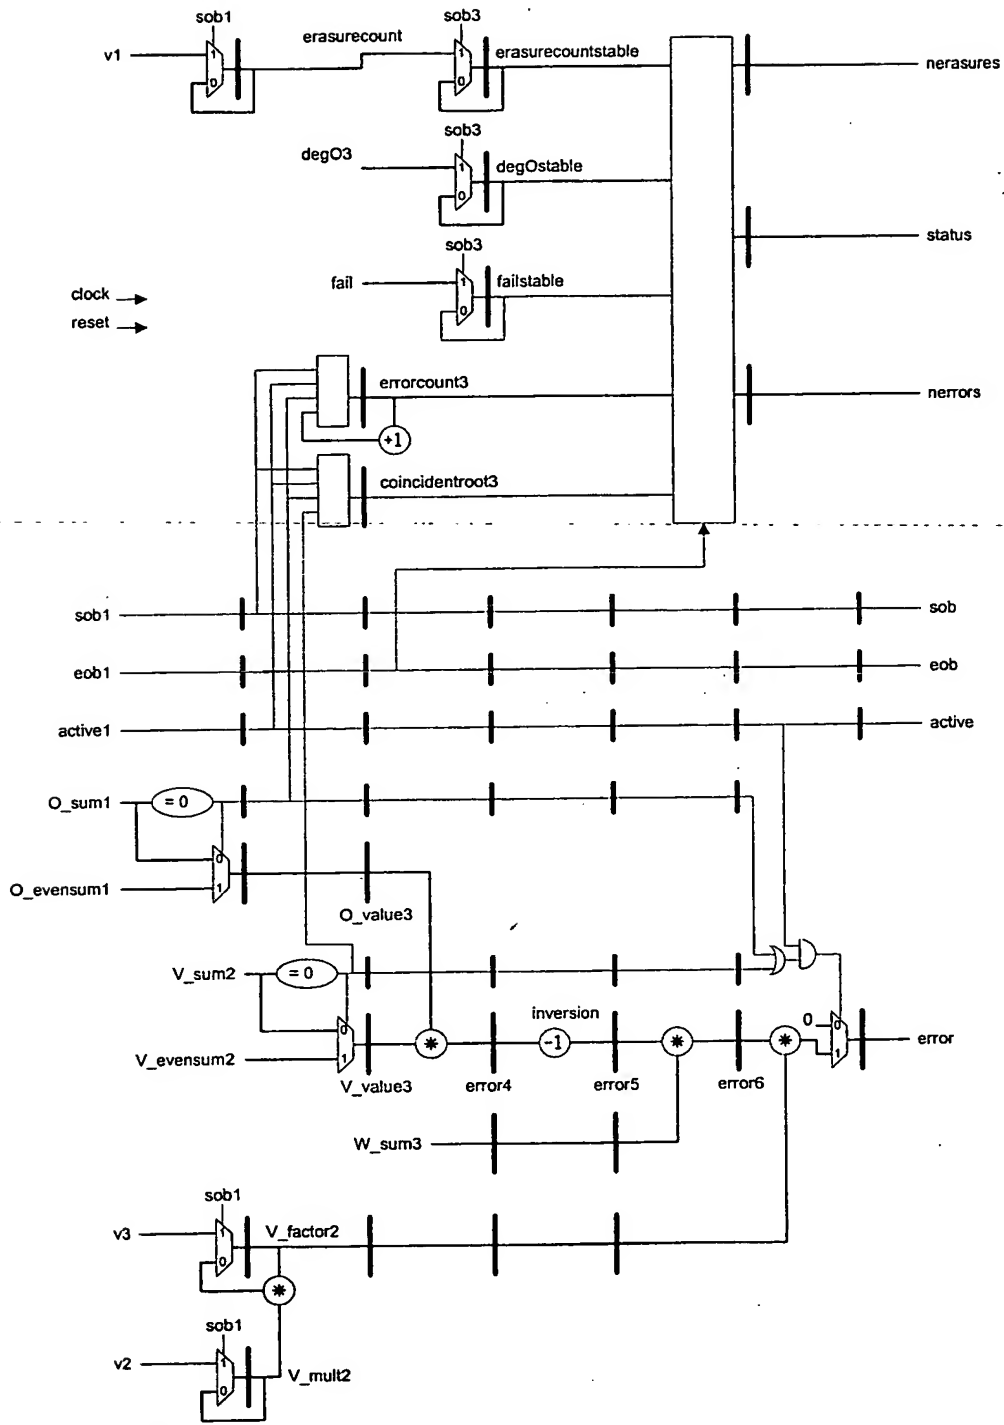 sob1
v1
1
0
erasurecount
sob3
1
0
erasurecountstable
nerasures
sob3
degO3
1
0
degOstable
status
sob3
fail
1
0
failstable
clock
reset
errorcount3
nerrors
+1
coincidentroot3
sob1
sob
eob1
eob
active1
active
O_sum1
= 0
0
O_evensum1
1
O_value3
V_sum2
= 0
0
V_evensum2
1
V_value3
*
error4
inversion
-1
error5
*
error6
*
0
0
1
error
W_sum3
sob1
v3
1
0
V_factor2
*
sob1
v2
1
0
V_mult2